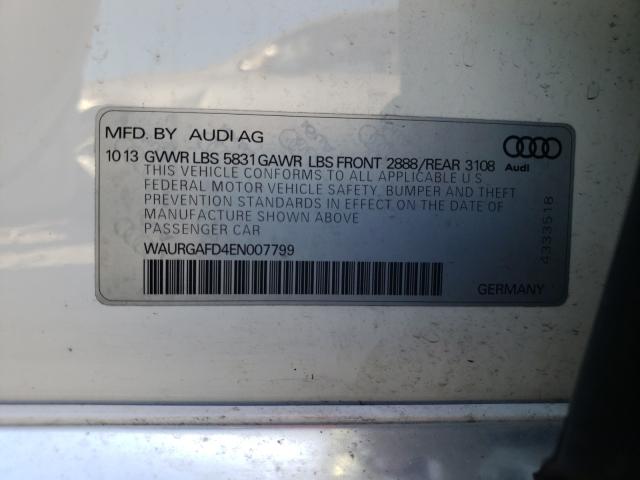 MFD. BY AUDI AG
10 13 GVWR LBS 5831 GAWR LBS FRONT 2888/REAR 3108
Audi
THIS VEHICLE CONFORMS TO ALL APPLICABLE U S
FEDERAL MOTOR VEHICLE SAFETY, BUMPER AND THEFT
PREVENTION STANDARDS IN EFFECT ON THE DATE OF
MANUFACTURE SHOWN ABOVE
PASSENGER CAR
WAURGAFD4EN007799
GERMANY
4333518